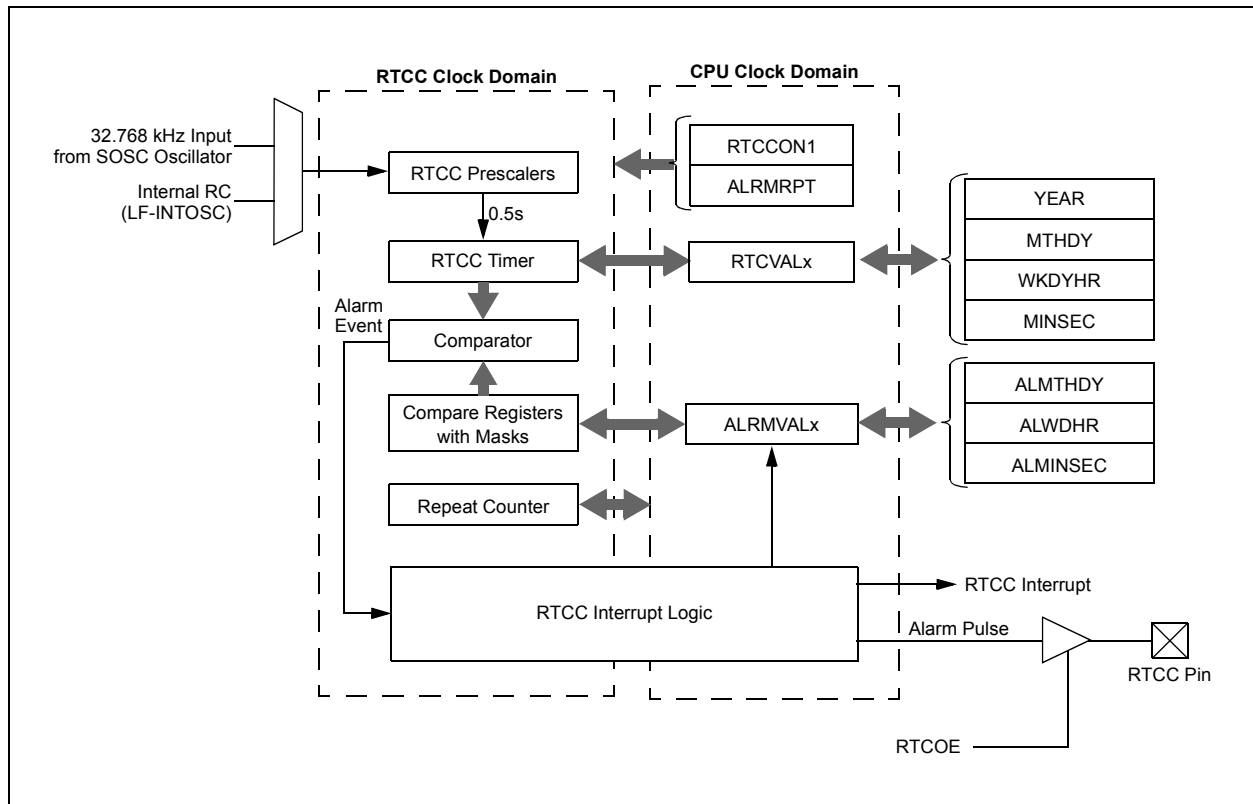 RTCC Clock Domain
CPU Clock Domain
32.768 kHz Input
from SOSC Oscillator
Internal RC
(LF-INTOSC)
RTCC Prescalers
0.5s
RTCC Timer
Alarm
Event
Comparator
Compare Registers
with Masks
Repeat Counter
RTCCON1
ALRMRPT
RTCVALx
ALRMVALx
YEAR
MTHDY
WKDYHR
MINSEC
ALMTHDY
ALWDHR
ALMINSEC
RTCC Interrupt Logic
RTCC Interrupt
Alarm Pulse
RTCC Pin
RTCOE